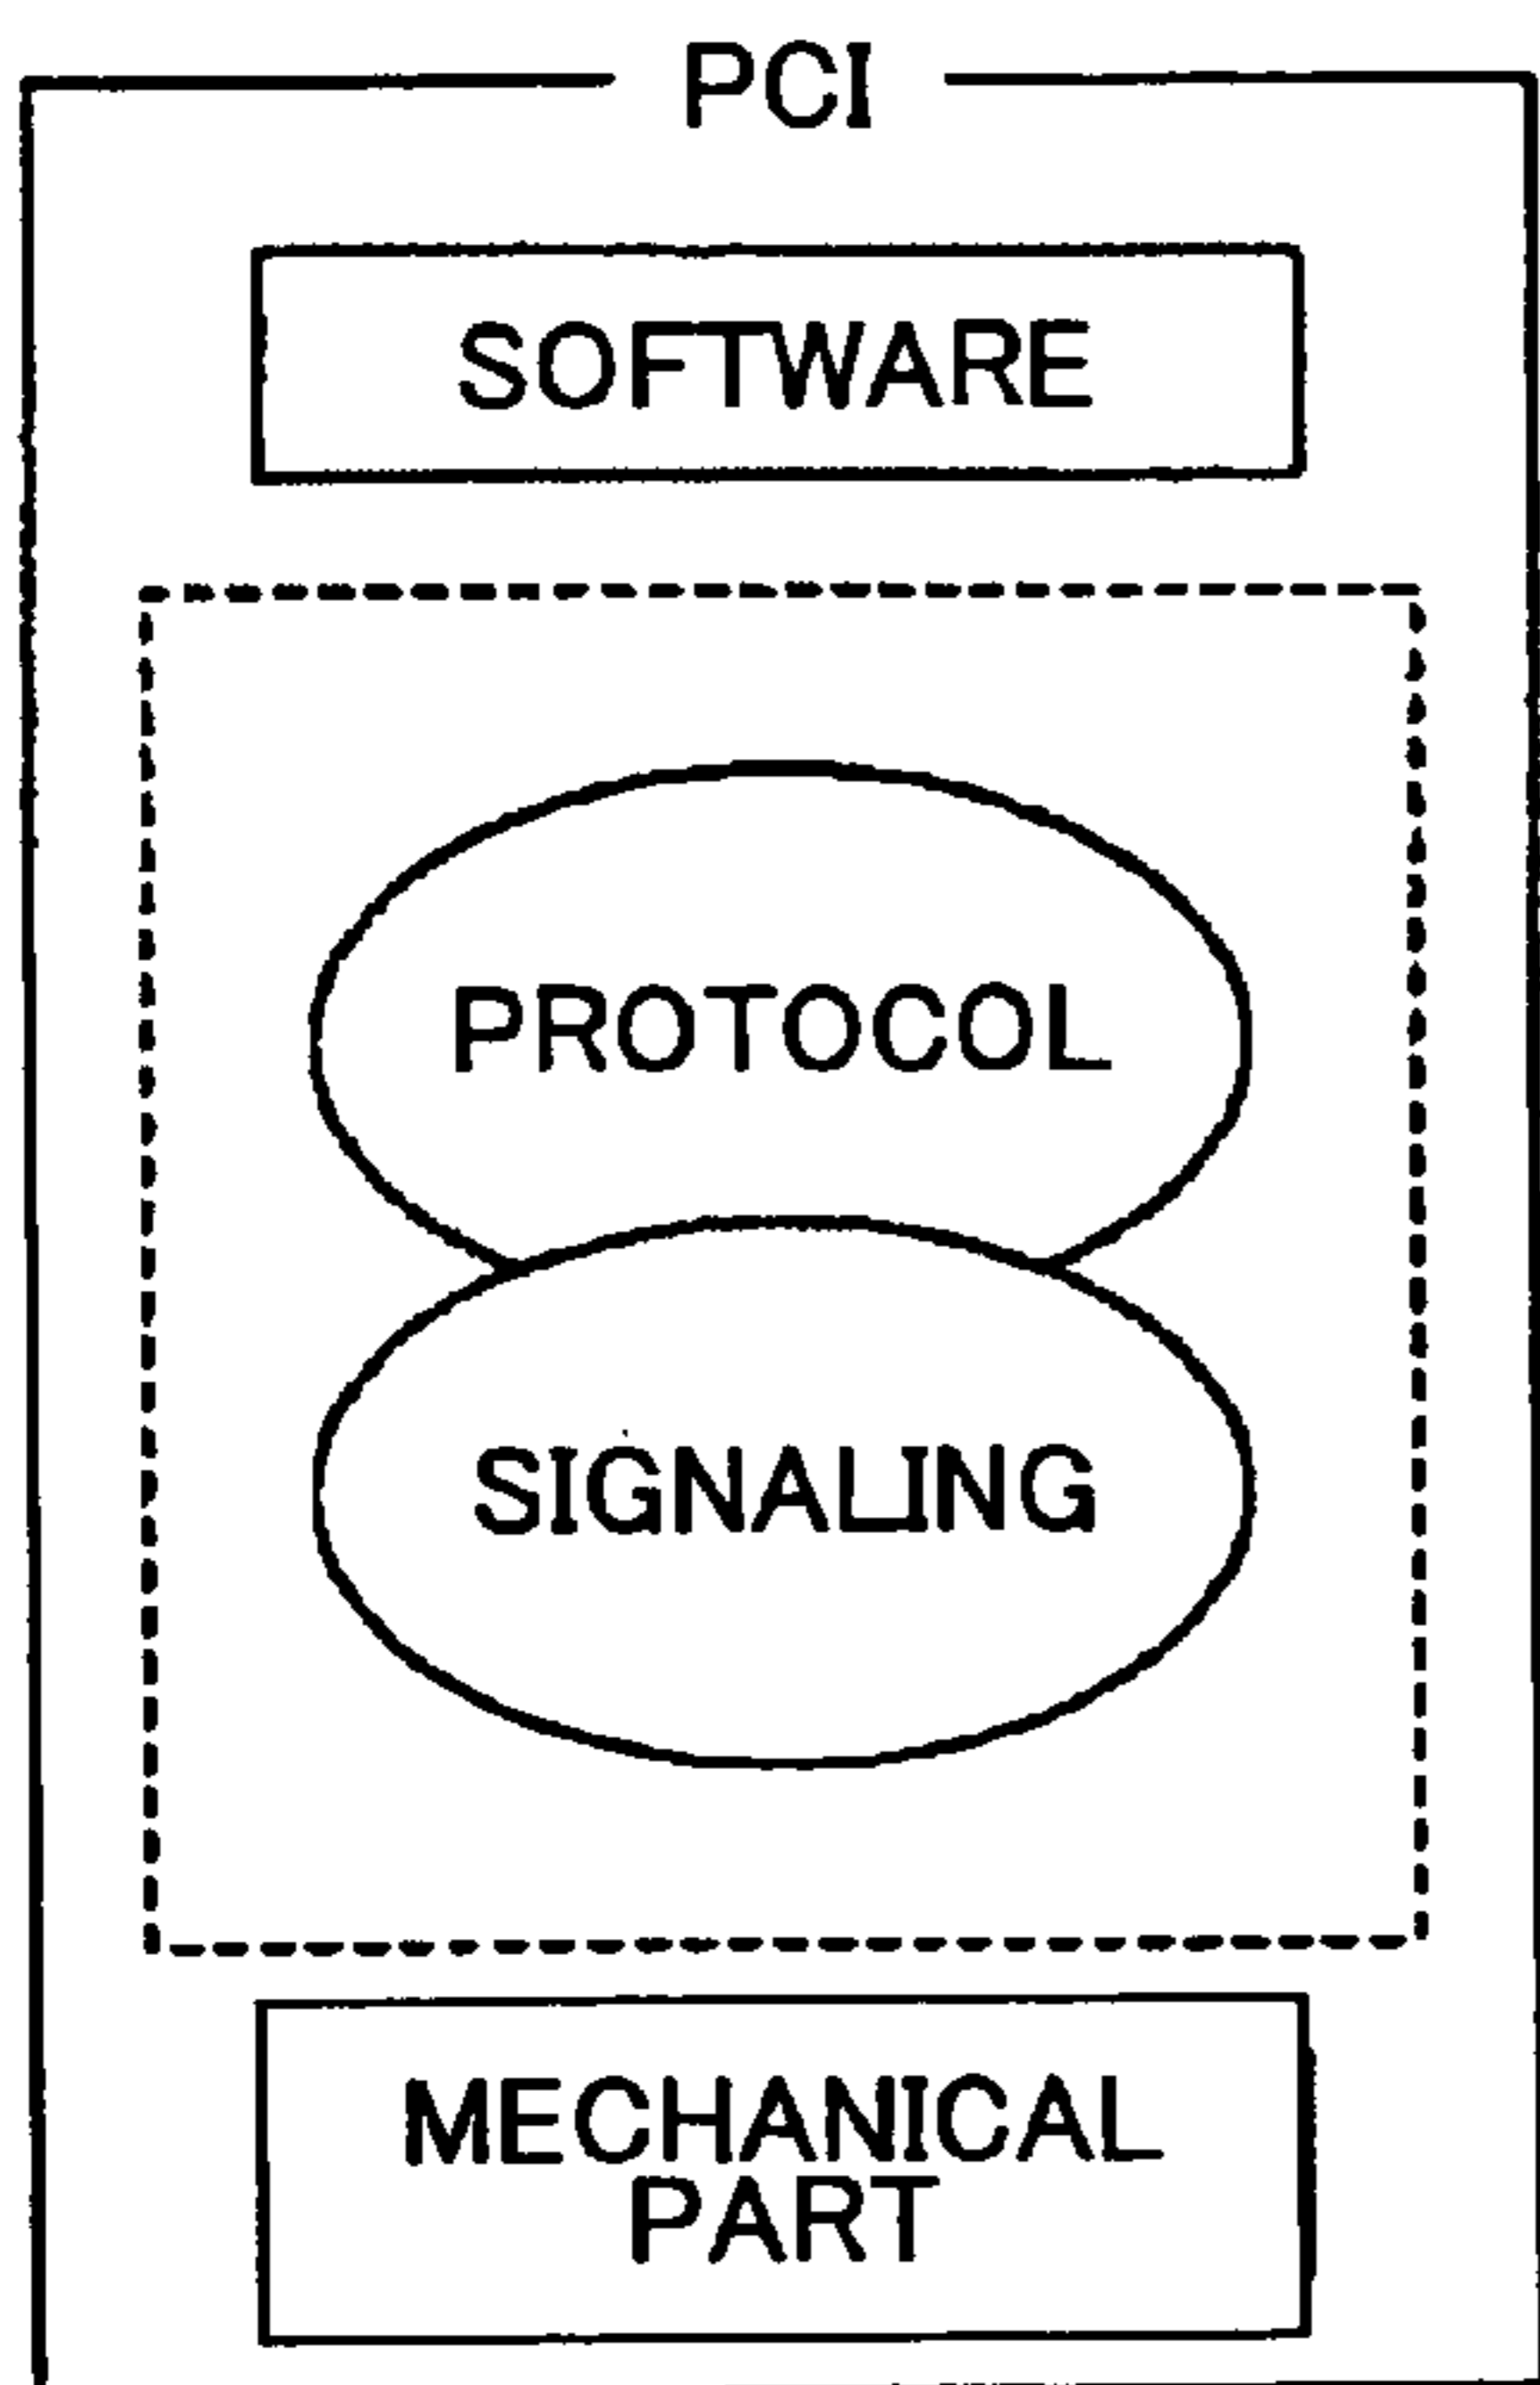 PCI
SOFTWARE
PROTOCOL
SIGNALING
MECHANICAL
PART